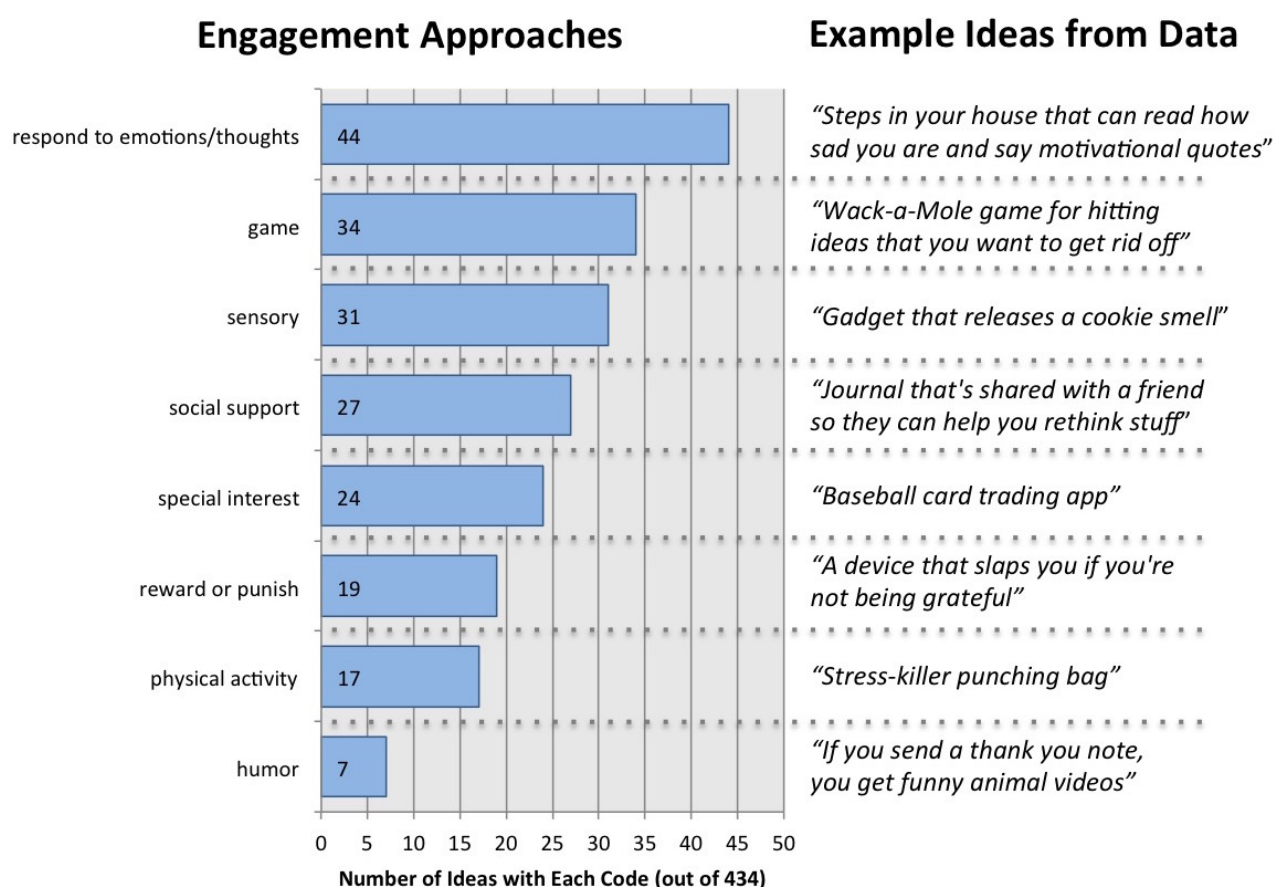 Engagement Approaches
Example Ideas from Data
respond to emotions/thoughts
44
“Steps in your house that can read how
sad you are and say motivational quotes”
game
34
“Wack-a-Mole game for hitting
ideas that you want to get rid off”
sensory
31
“Gadget that releases a cookie smell”
social support
27
“Journal that's shared with a friend
so they can help you rethink stuff”
special interest
24
“Baseball card trading app”
reward or punish
19
“A device that slaps you if you're
not being grateful”
physical activity
17
“Stress-killer punching bag”
humor
7
“If you send a thank you note,
you get funny animal videos”
0 5 10 15 20 25 30 35 40 45 50
Number of Ideas with Each Code (out of 434)